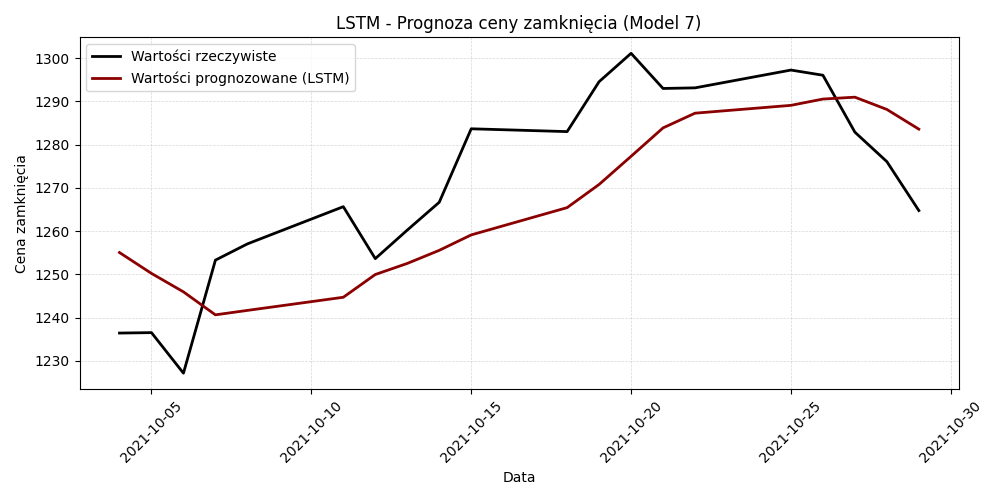 LSTM - Prognoza ceny zamknięcia (Model 7)
Wartości rzeczywiste
Wartości prognozowane (LSTM)
Cena zamknięcia
1300
1290
1280
1270
1260
1250
1240
1230
2021-10-05
2021-10-10
2021-10-15
2021-10-20
2021-10-25
2021-10-30
Data